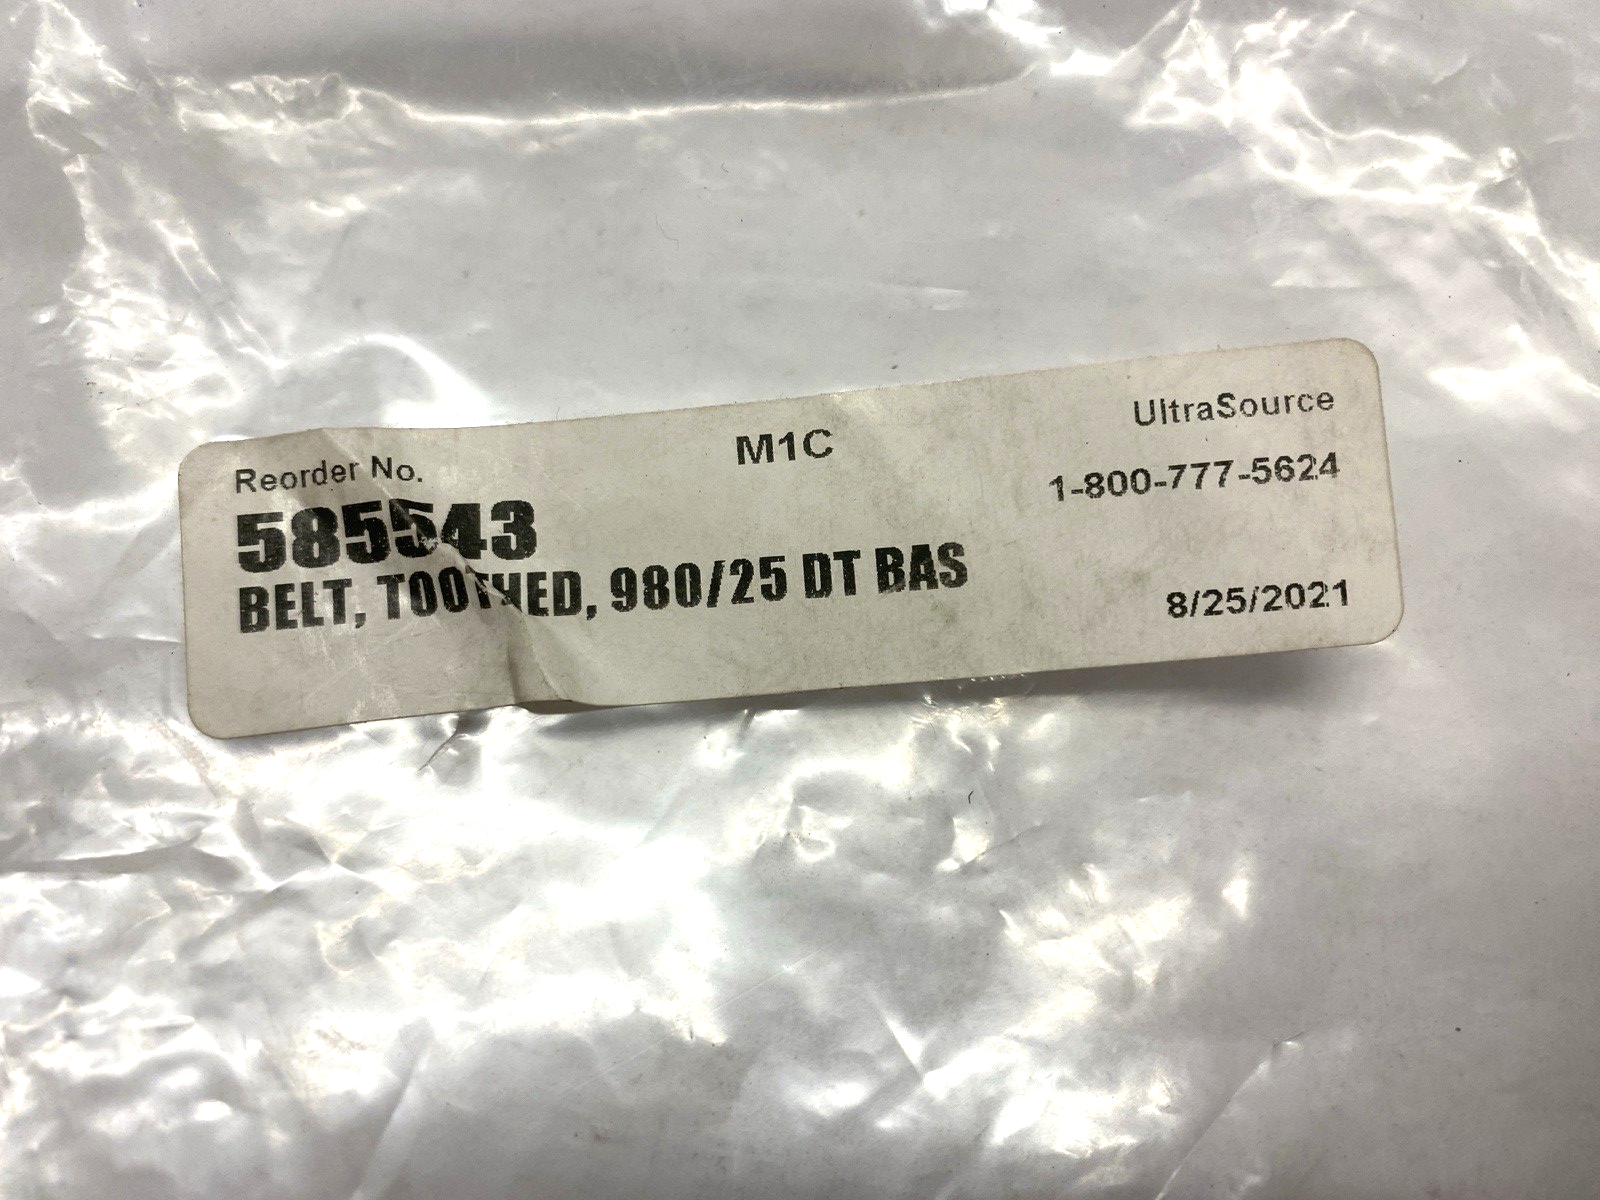 Reorder No.
M1C
UltraSource
585543
1-800-777-5624
BELT, TOOTHED, 980/25 DT BAS
8/25/2021